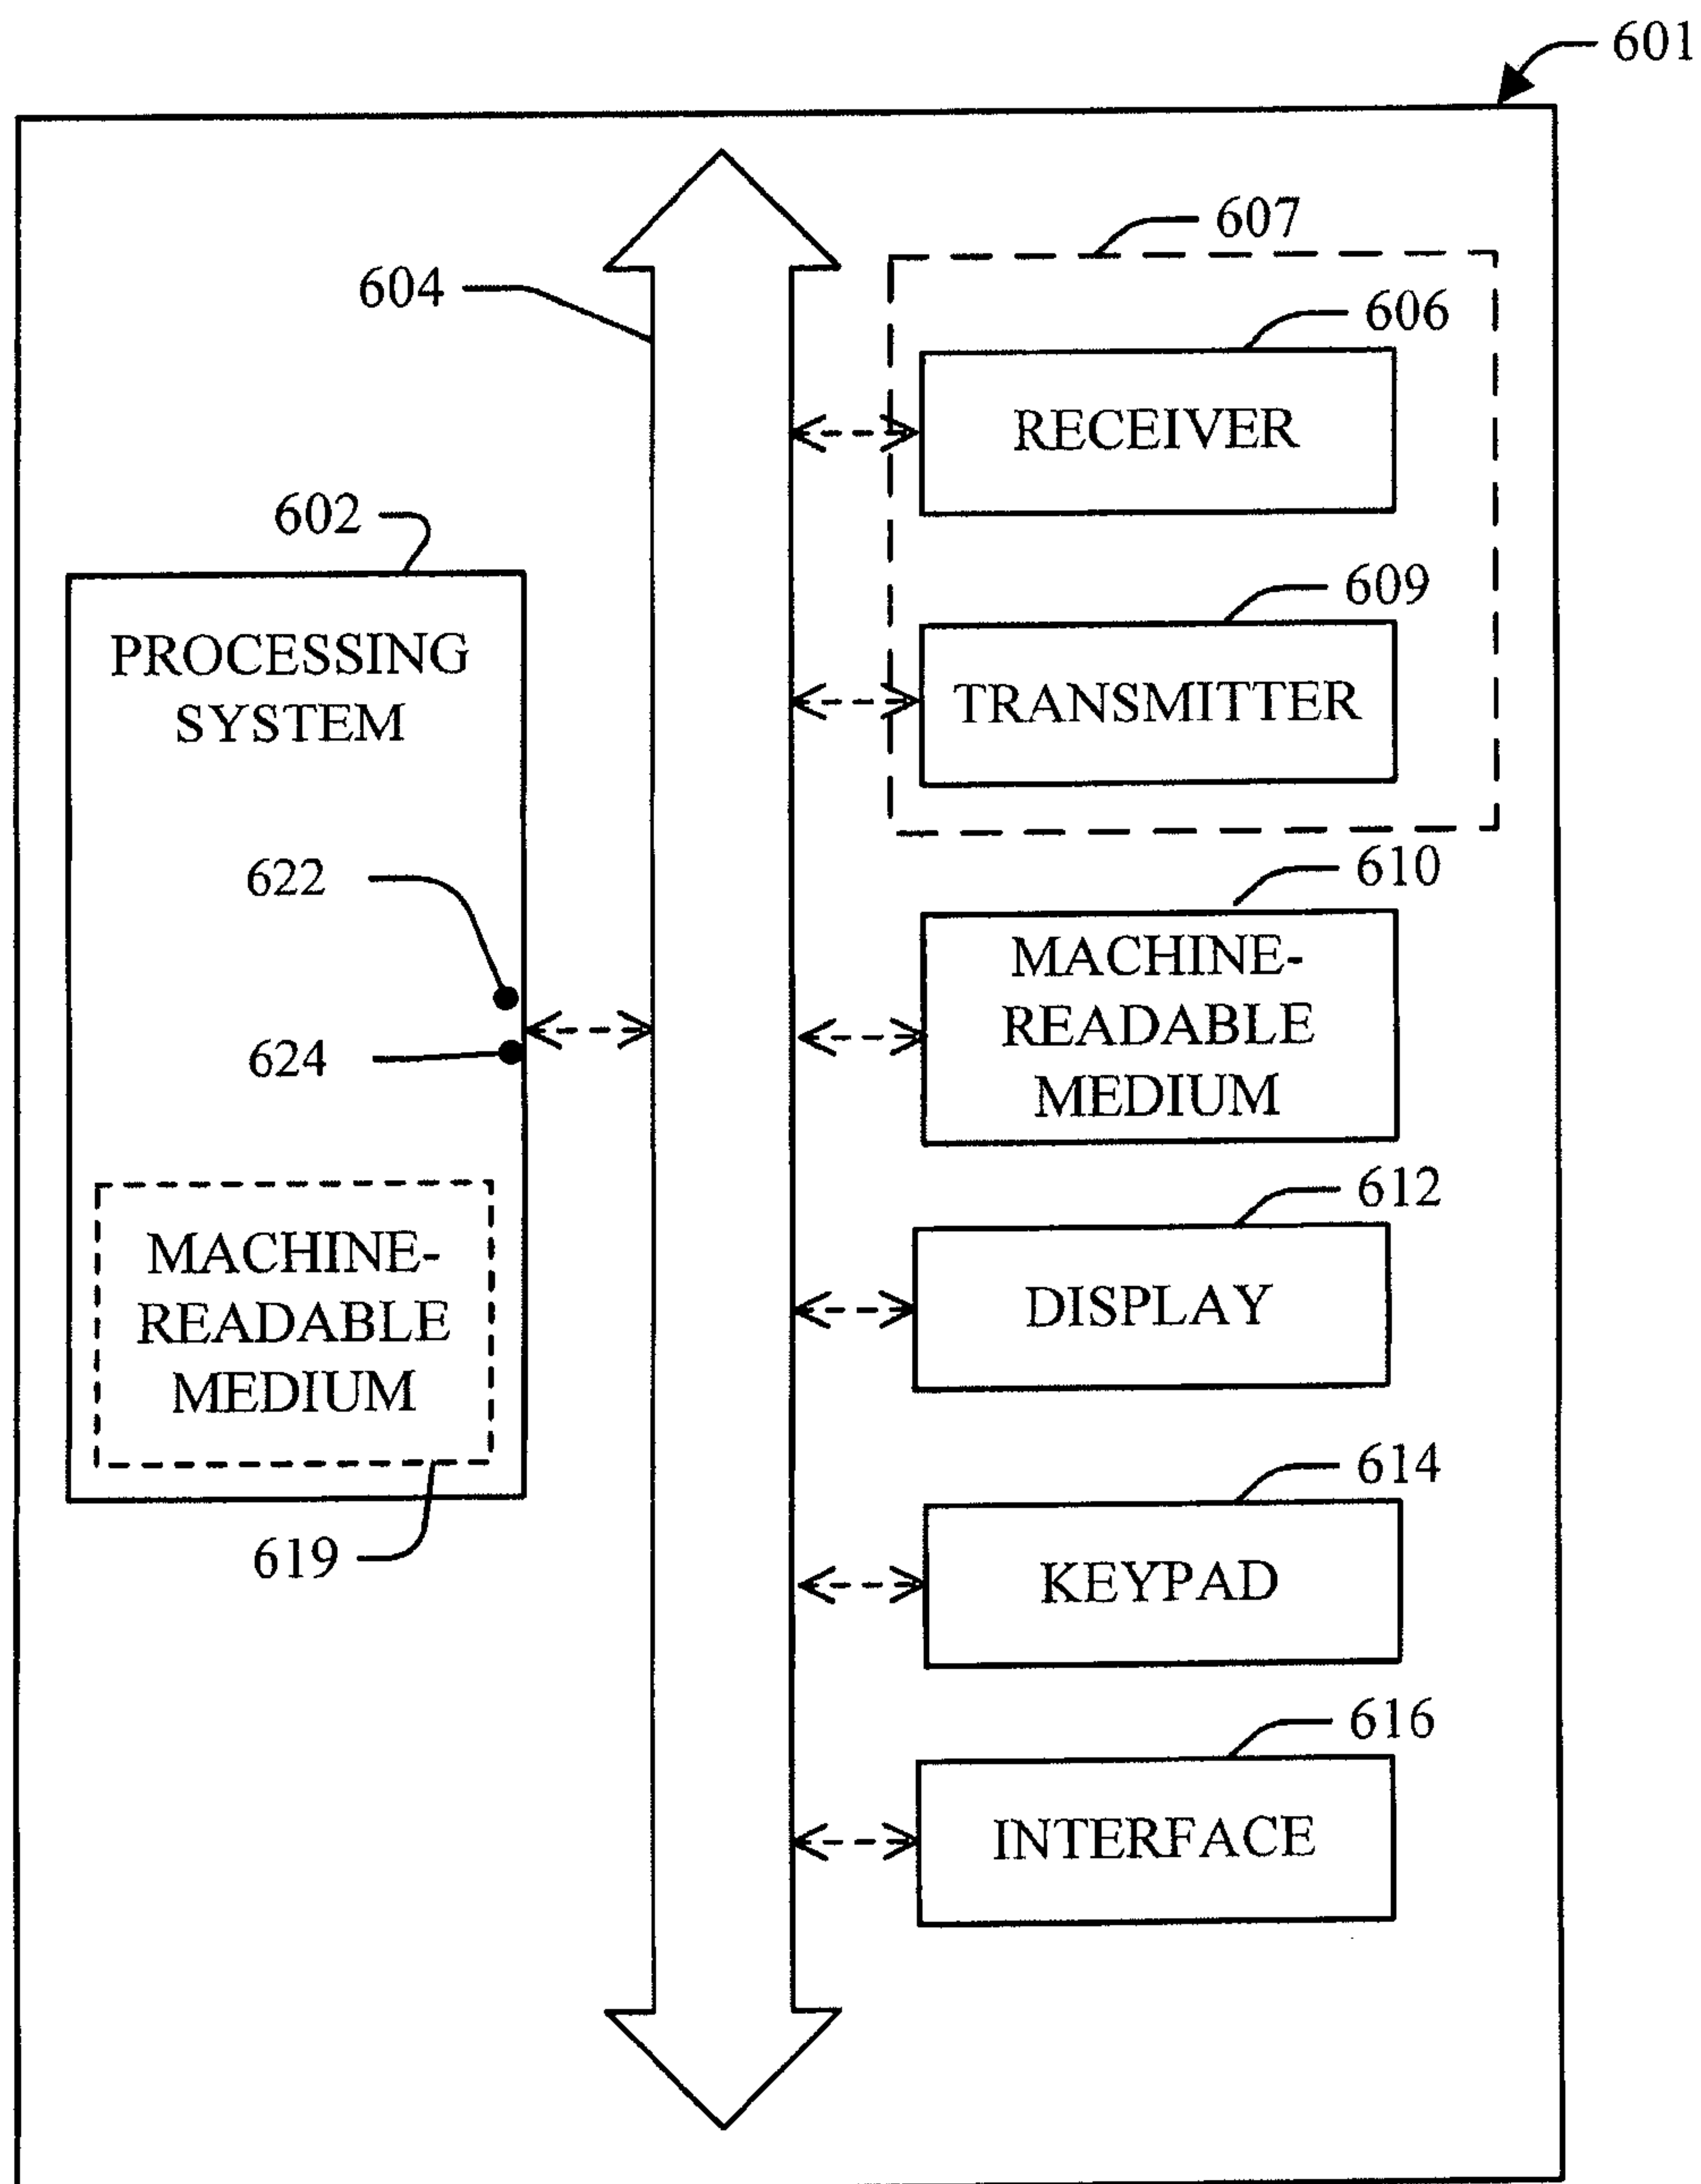 601
607
604
606
RECEIVER
602
609
PROCESSING
SYSTEM
TRANSMITTER
622
610
MACHINE-
READABLE
MEDIUM
624
612
MACHINE-
READABLE
MEDIUM
DISPLAY
614
619
KEYPAD
616
INTERFACE